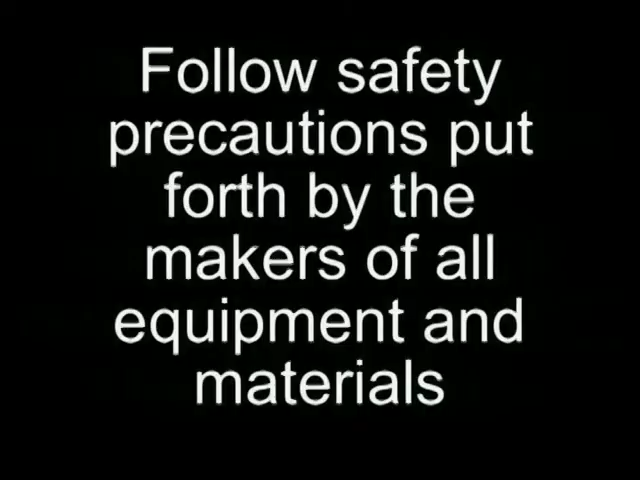 Follow safety
precautions put
forth by the
makers of all
equipment and
materials